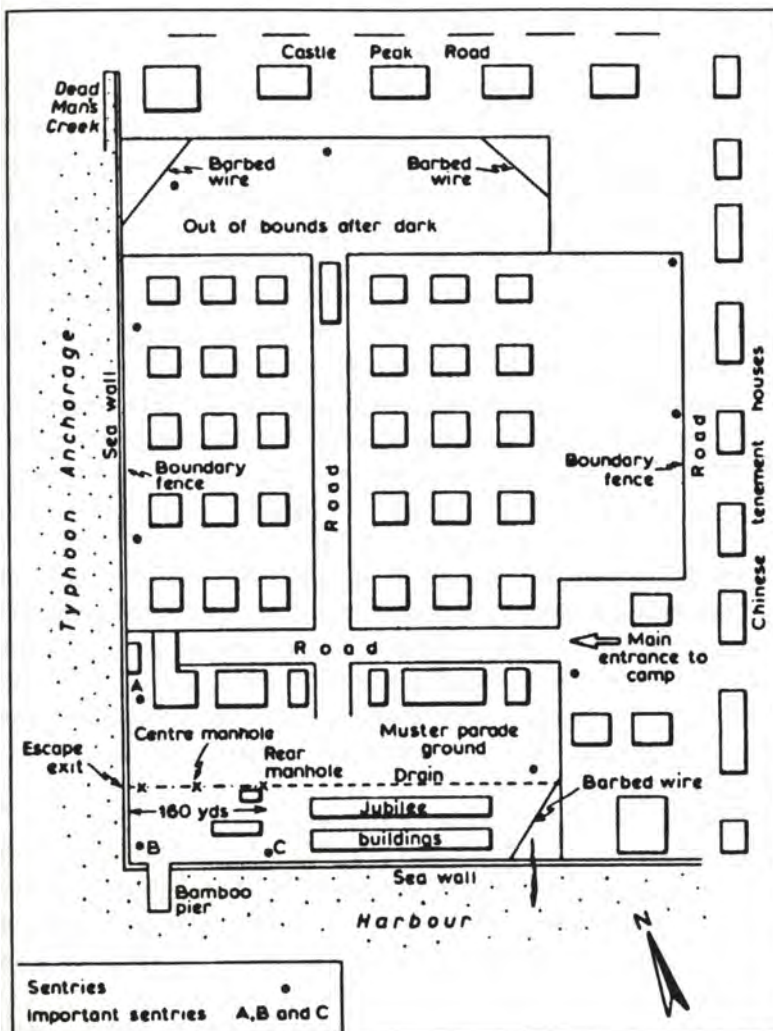 Castle Peak Road
Dead
Man's
Creek
Barbed
wire
Barbed
wire
Out of bounds after dark
Typhoon Anchorage
Sea wall
Boundary
fence
Road
Boundary
fence
Road
Chinese tenement houses
Road
Main
entrance to
camp
A
Centre manhole
Muster parade
ground
Escape
exit
Rear
manhole
Drain
Barbed wire
160 yds
Jubilee
buildings
B
C
Sea wall
Bamboo
pier
Harbour
N
Sentries
Important sentries A,B and C